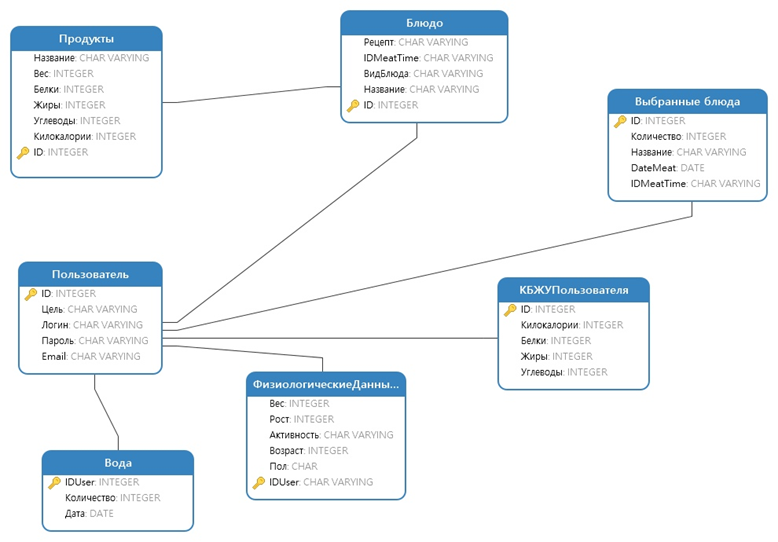 Продукты
Название: CHAR VARYING
Вес: INTEGER
Белки: INTEGER
Жиры: INTEGER
Углеводы: INTEGER
Килокалории: INTEGER
ID: INTEGER
Блюдо
Рецепт: CHAR VARYING
IDMeatTime: CHAR VARYING
ВидБлюда: CHAR VARYING
Название: CHAR VARYING
ID: INTEGER
Выбранные блюда
ID: INTEGER
Количество: INTEGER
Название: CHAR VARYING
DateMeat: DATE
IDMeatTime: CHAR VARYING
Пользователь
ID: INTEGER
Цель: CHAR VARYING
Логин: CHAR VARYING
Пароль: CHAR VARYING
Email: CHAR VARYING
КБЖУПользователя
ID: INTEGER
Килокалории: INTEGER
Белки: INTEGER
Жиры: INTEGER
Углеводы: INTEGER
ФизиологическиеДанны...
Вес: INTEGER
Рост: INTEGER
Активность: CHAR VARYING
Возраст: INTEGER
Пол: CHAR
IDUser: CHAR VARYING
Вода
IDUser: INTEGER
Количество: INTEGER
Дата: DATE